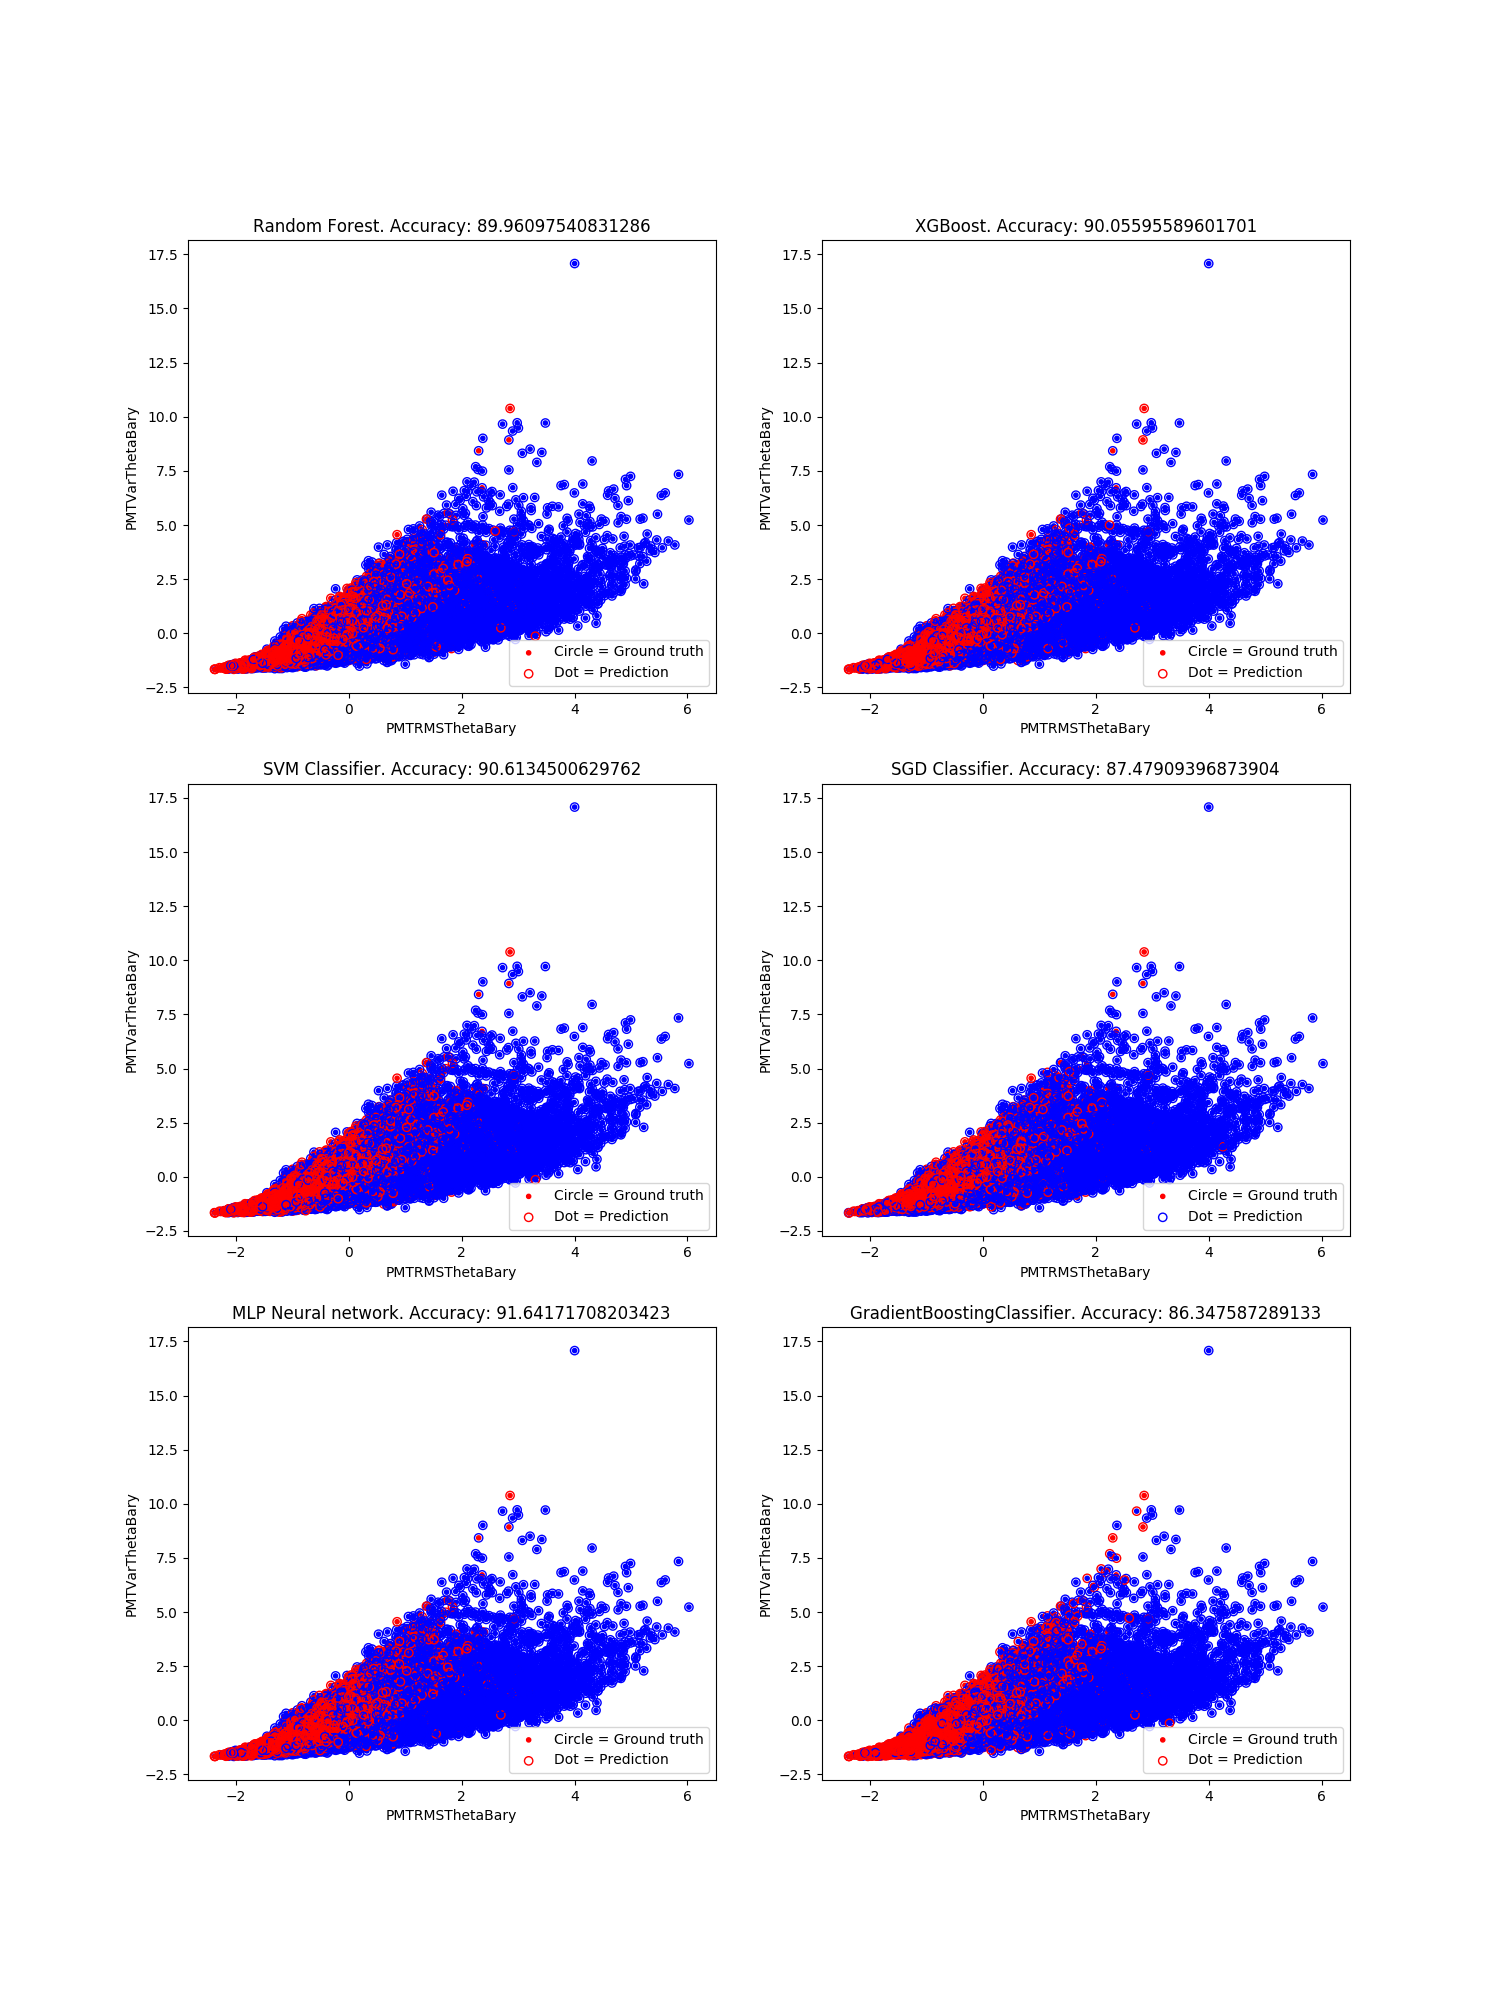 Random Forest. Accuracy: 89.96097540831286
17.5
15.0
12.5
10.0
7.5
5.0
2.5
0.0
−2.5
PMTVarThetaBary
Circle = Ground truth
Dot = Prediction
−2 0 2 4 6
PMTRMSThetaBary
XGBoost. Accuracy: 90.05595589601701
17.5
15.0
12.5
10.0
7.5
5.0
2.5
0.0
−2.5
PMTVarThetaBary
Circle = Ground truth
Dot = Prediction
−2 0 2 4 6
PMTRMSThetaBary
SVM Classifier. Accuracy: 90.6134500629762
17.5
15.0
12.5
10.0
7.5
5.0
2.5
0.0
−2.5
PMTVarThetaBary
Circle = Ground truth
Dot = Prediction
−2 0 2 4 6
PMTRMSThetaBary
SGD Classifier. Accuracy: 87.47909396873904
17.5
15.0
12.5
10.0
7.5
5.0
2.5
0.0
−2.5
PMTVarThetaBary
Circle = Ground truth
Dot = Prediction
−2 0 2 4 6
PMTRMSThetaBary
MLP Neural network. Accuracy: 91.64171708203423
17.5
15.0
12.5
10.0
7.5
5.0
2.5
0.0
−2.5
PMTVarThetaBary
Circle = Ground truth
Dot = Prediction
−2 0 2 4 6
PMTRMSThetaBary
GradientBoostingClassifier. Accuracy: 86.347587289133
17.5
15.0
12.5
10.0
7.5
5.0
2.5
0.0
−2.5
PMTVarThetaBary
Circle = Ground truth
Dot = Prediction
−2 0 2 4 6
PMTRMSThetaBary